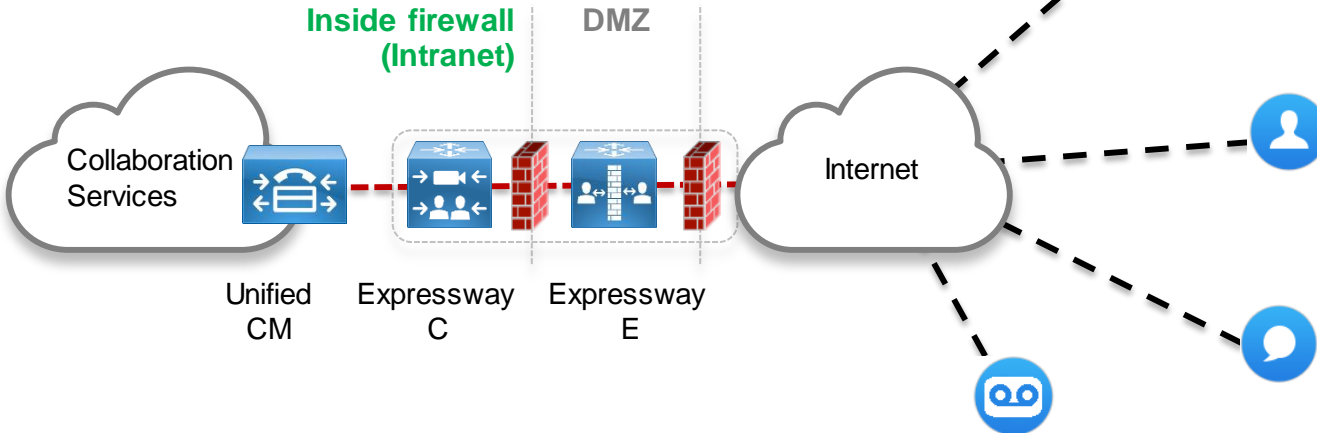 Inside firewall
(Intranet)
DMZ
Collaboration
Services
Internet
Unified
CM
Expressway
C
Expressway
E